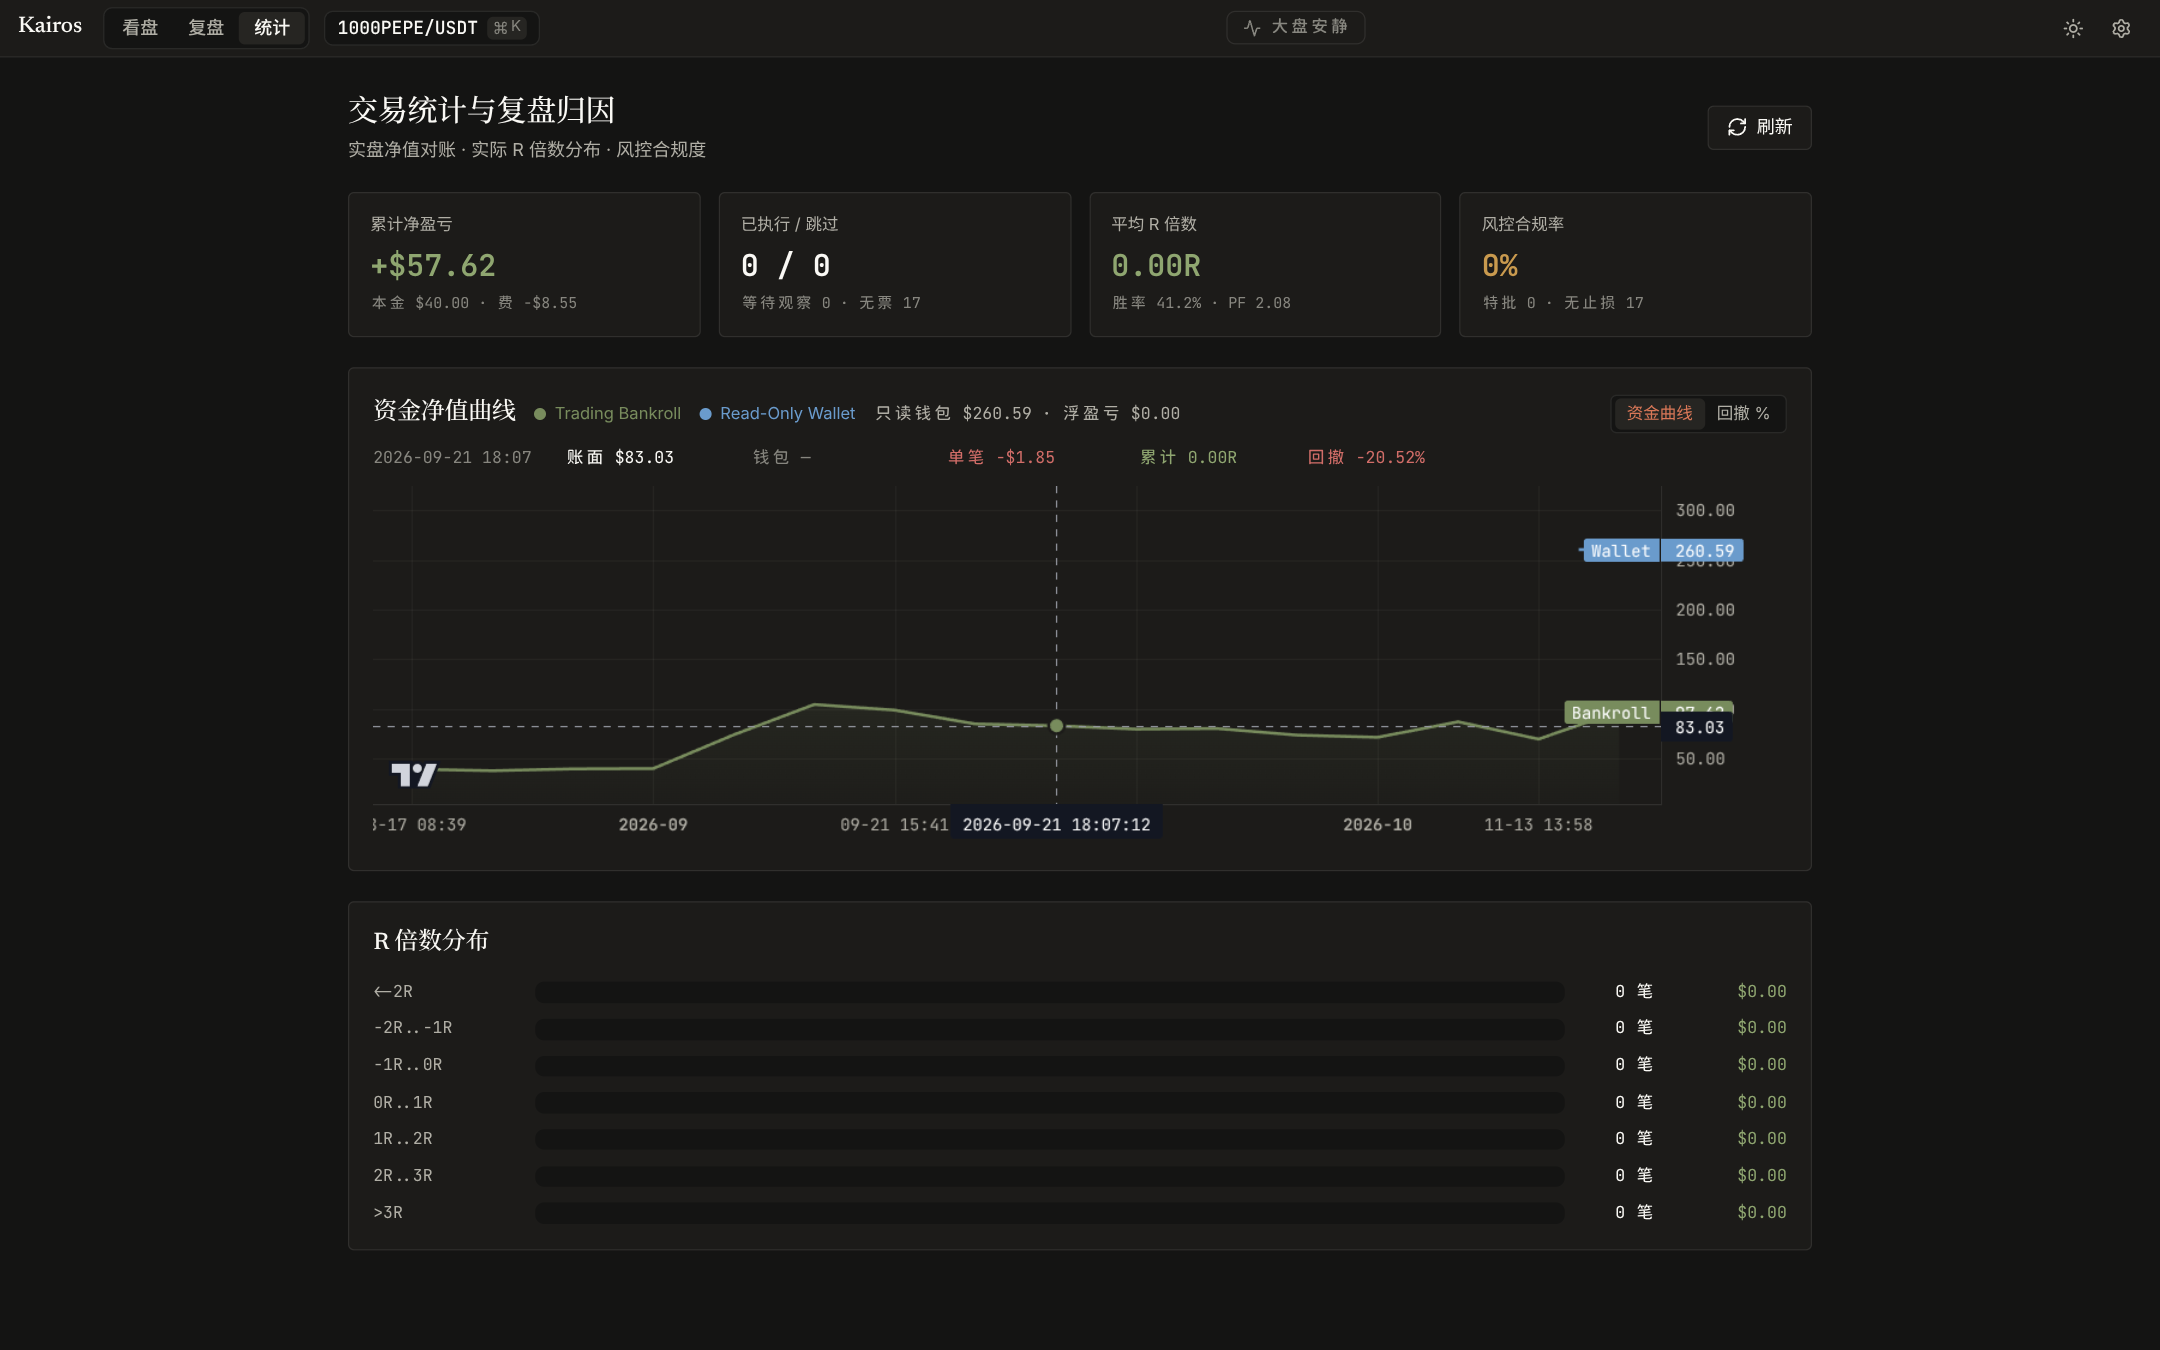 Kairos 看盘 复盘 统计 1000PEPE/USDT ⌘K 大盘安静
交易统计与复盘归因
实盘净值对账 · 实际 R 倍数分布 · 风控合规度
刷新
累计净盈亏
+$57.62
本金 $40.00 · 费 -$8.55
已执行 / 跳过
0 / 0
等待观察 0 · 无票 17
平均 R 倍数
0.00R
胜率 41.2% · PF 2.08
风控合规率
0%
特批 0 · 无止损 17
资金净值曲线 Trading Bankroll Read-Only Wallet 只读钱包 $260.59 · 浮盈亏 $0.00 资金曲线 回撤 %
2026-09-21 18:07 账面 $83.03 钱包 — 单笔 -$1.85 累计 0.00R 回撤 -20.52%
300.00
Wallet 260.59
250.00
200.00
150.00
Bankroll
83.03
50.00
-17 08:39 2026-09 09-21 15:41 2026-09-21 18:07:12 2026-10 11-13 13:58
R 倍数分布
<-2R 0 笔 $0.00
-2R..-1R 0 笔 $0.00
-1R..0R 0 笔 $0.00
0R..1R 0 笔 $0.00
1R..2R 0 笔 $0.00
2R..3R 0 笔 $0.00
>3R 0 笔 $0.00